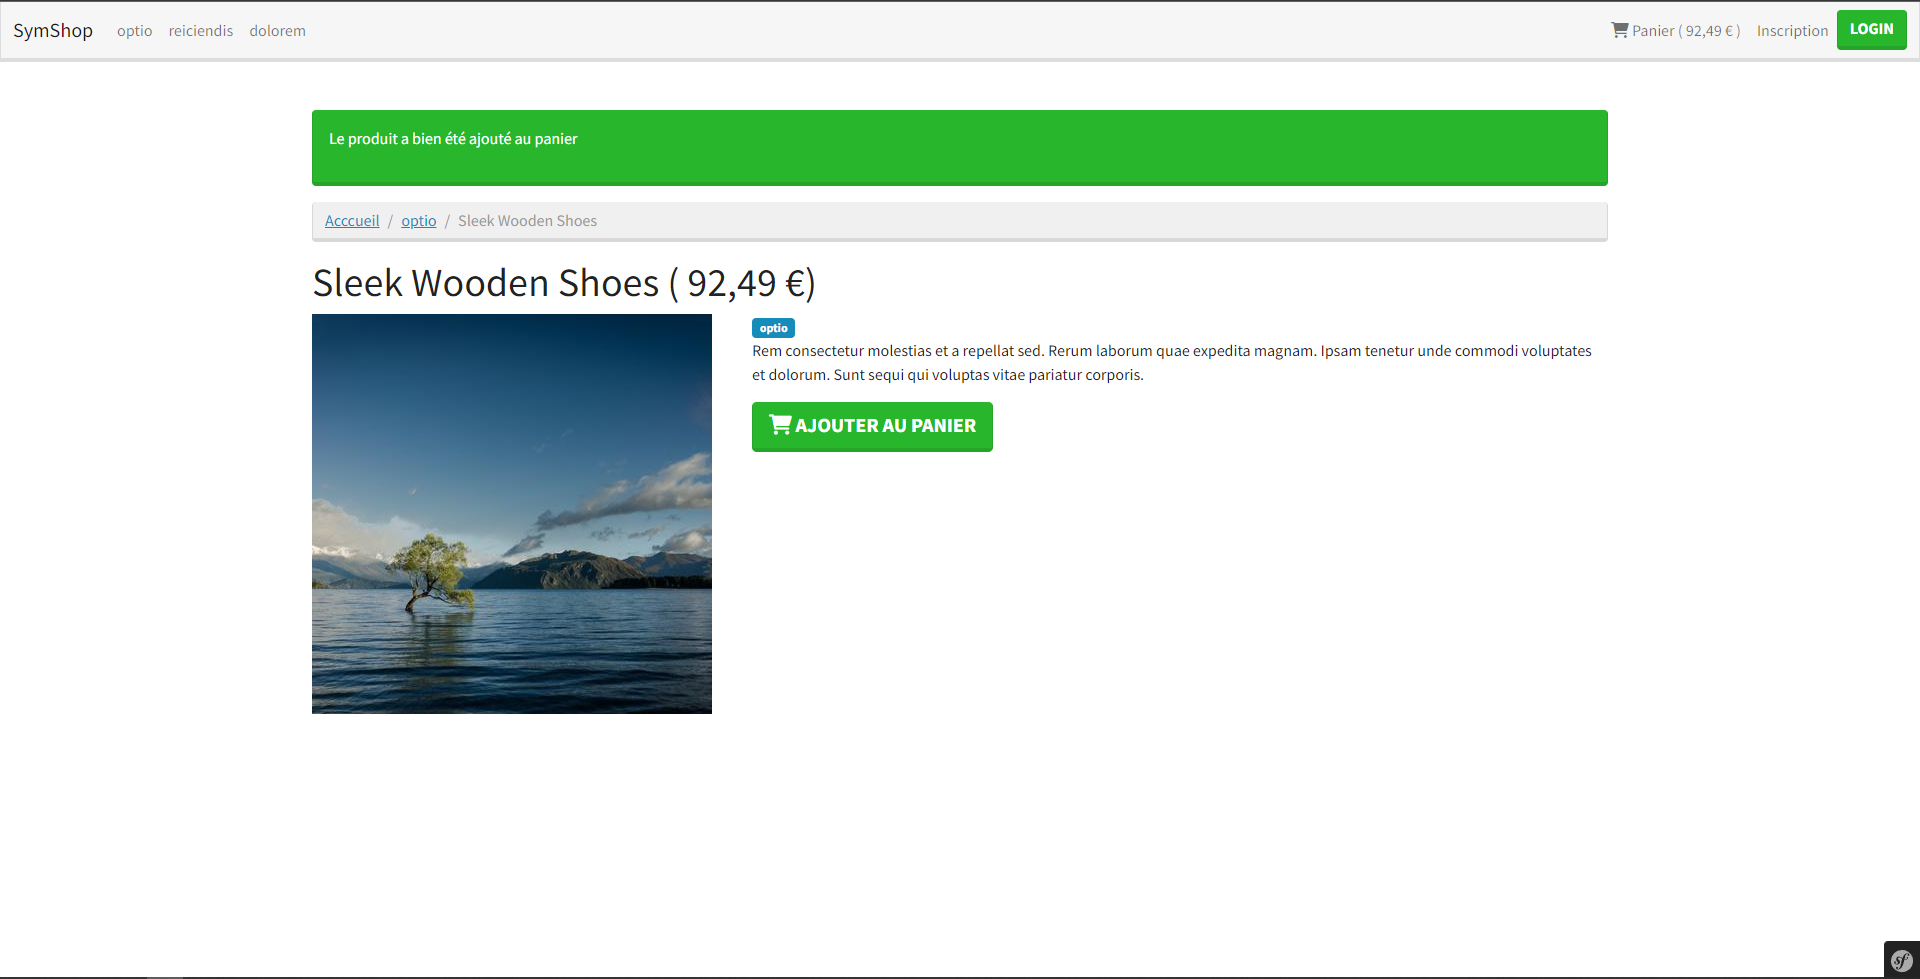 SymShop optio reiciendis dolorem Panier ( 92,49 € ) Inscription LOGIN
Le produit a bien été ajouté au panier
Acccueil / optio / Sleek Wooden Shoes
Sleek Wooden Shoes ( 92,49 €)
optio
Rem consectetur molestias et a repellat sed. Rerum laborum quae expedita magnam. Ipsam tenetur unde commodi voluptates
et dolorum. Sunt sequi qui voluptas vitae pariatur corporis.
AJOUTER AU PANIER
sf